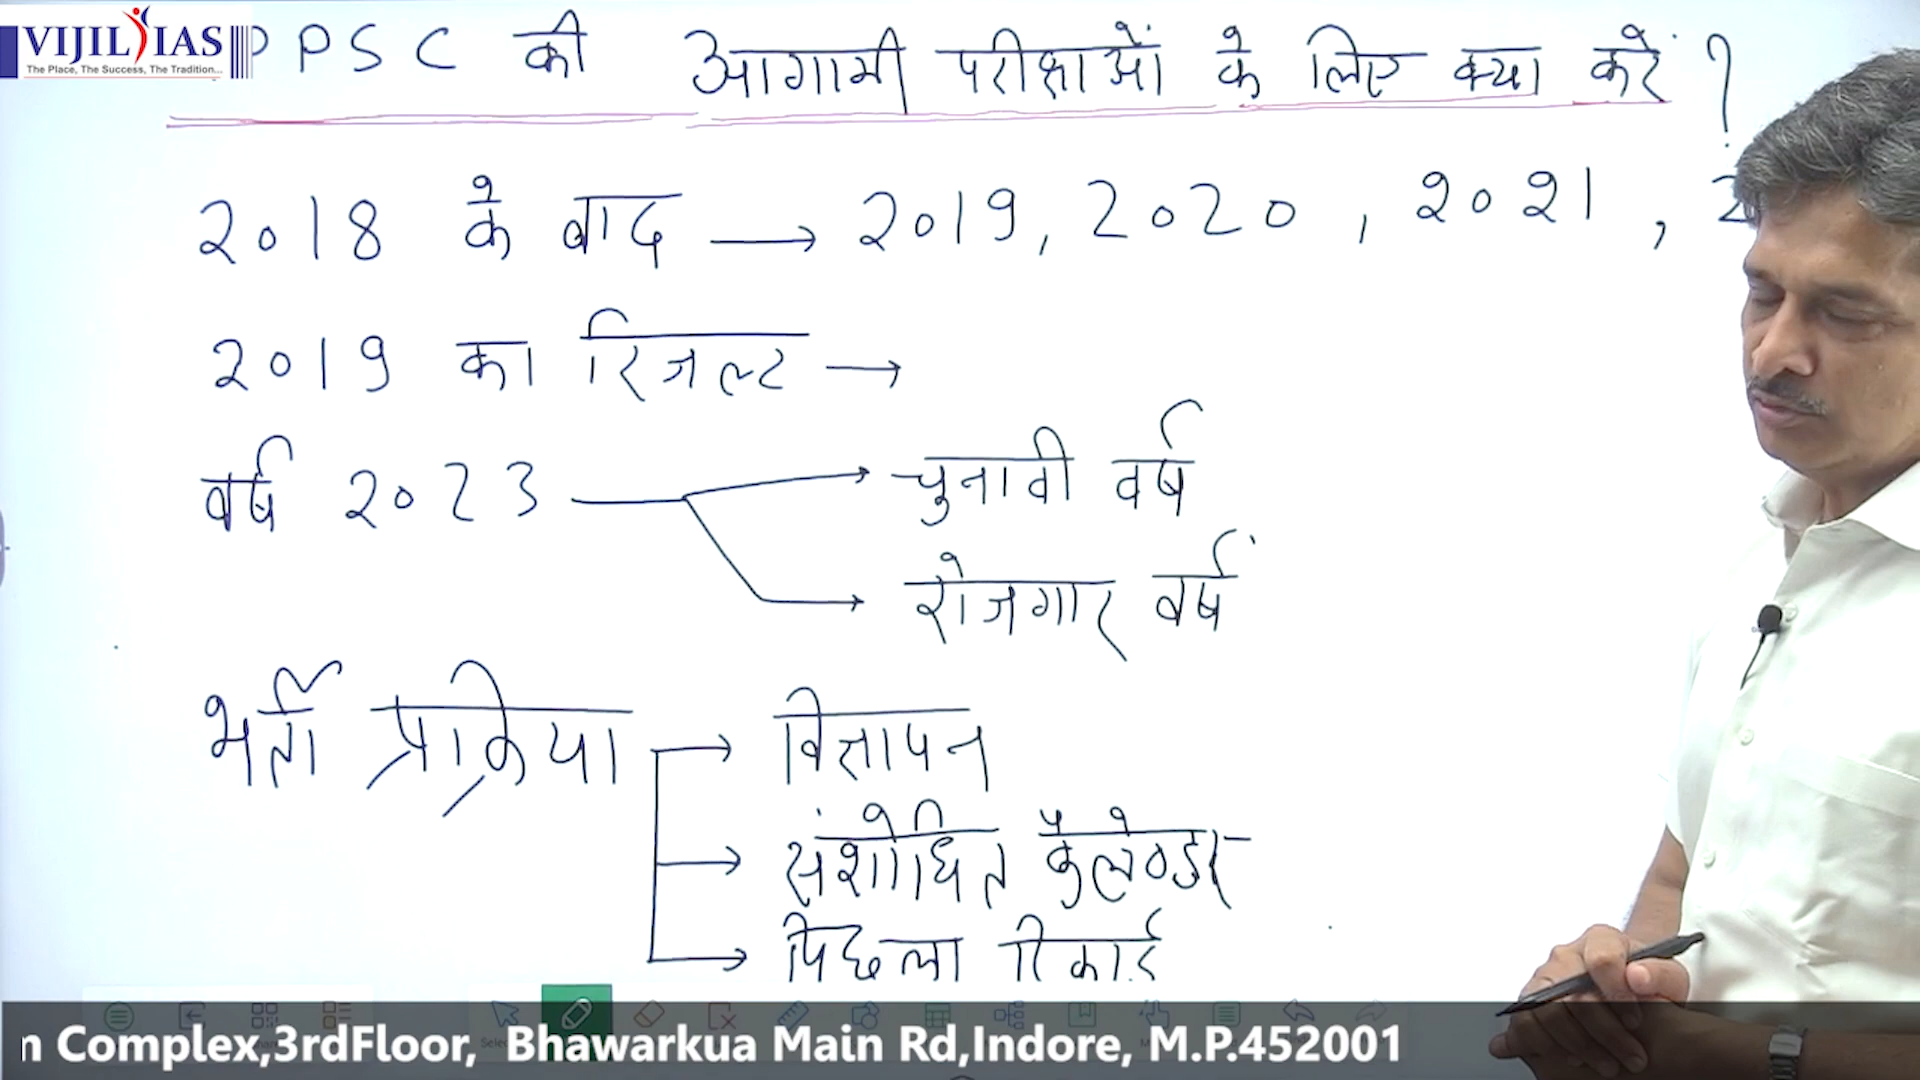 VIJIL IAS
The Place, The Success, The Tradition...
PPSC की आगामी परीक्षाओं के लिए क्या करें ?
2018 के बाद → 2019, 2020, 2021,
2019 का रिजल्ट →
वर्ष 2023
चुनावी वर्ष
रोजगार वर्ष
भर्ती प्रक्रिया
विज्ञापन
संशोधित कैलेण्डर
पिछला रिकार्ड
n Complex,3rdFloor, Bhawarkua Main Rd,Indore, M.P.452001